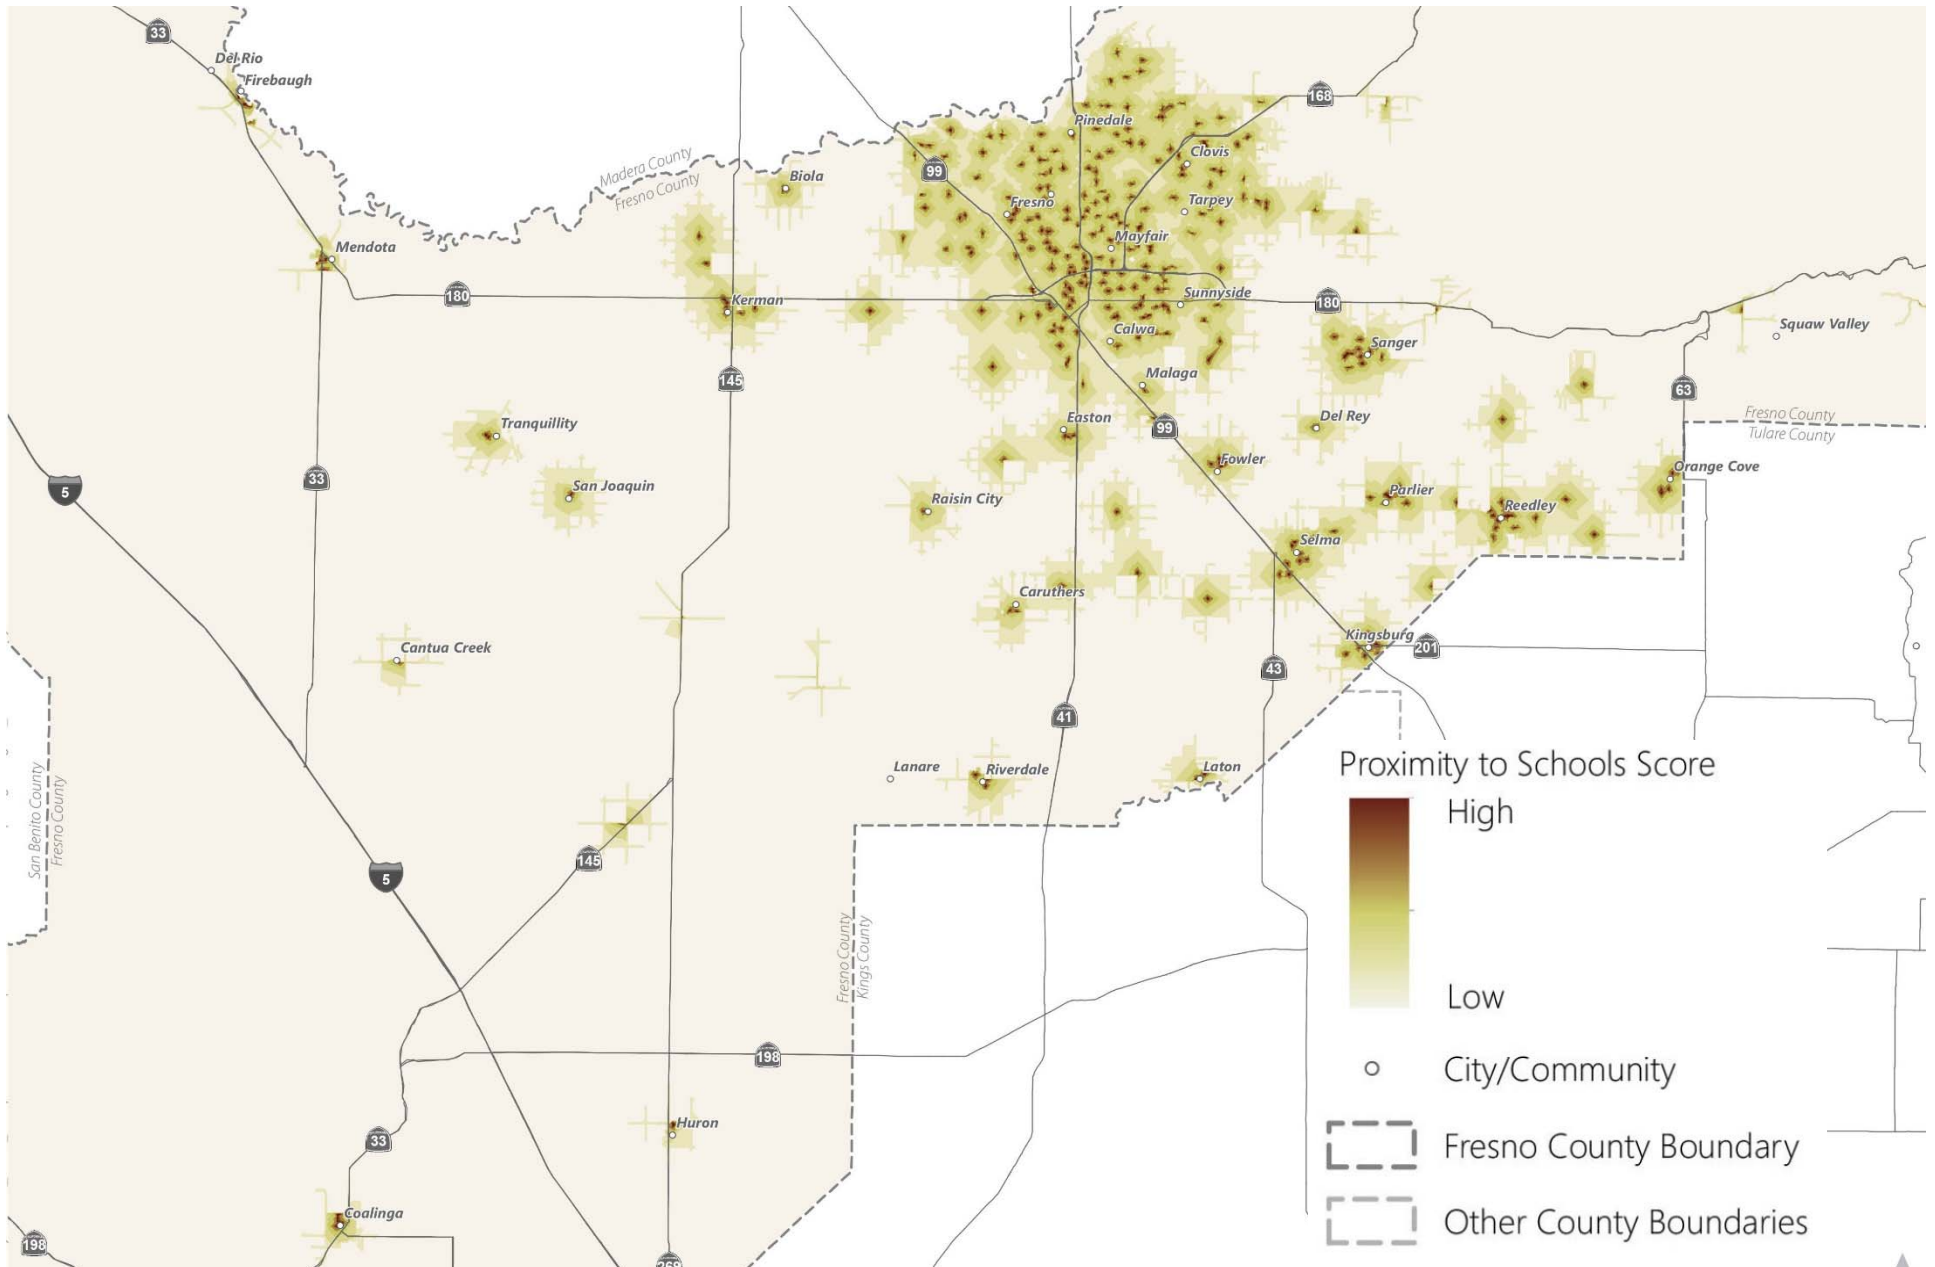 33
Del Rio
Firebaugh
168
Pinedale
Clovis
99
Madera County
Fresno County
Biola
Fresno
Tarpey
Mayfair
Mendota
180
Kerman
Sunnyside
180
Calwa
Squaw Valley
Sanger
145
Malaga
63
Tranquillity
Easton
Del Rey
Fresno County
Tulare County
99
Fowler
Orange Cove
33
5
San Joaquin
Raisin City
Parlier
Reedley
Selma
Caruthers
Cantua Creek
Kingsburg
201
43
41
Lanare
Riverdale
Laton
San Benito County
Fresno County
145
5
Fresno County
Kings County
198
Huron
33
Coalinga
198
Proximity to Schools Score
High
Low
City/Community
Fresno County Boundary
Other County Boundaries